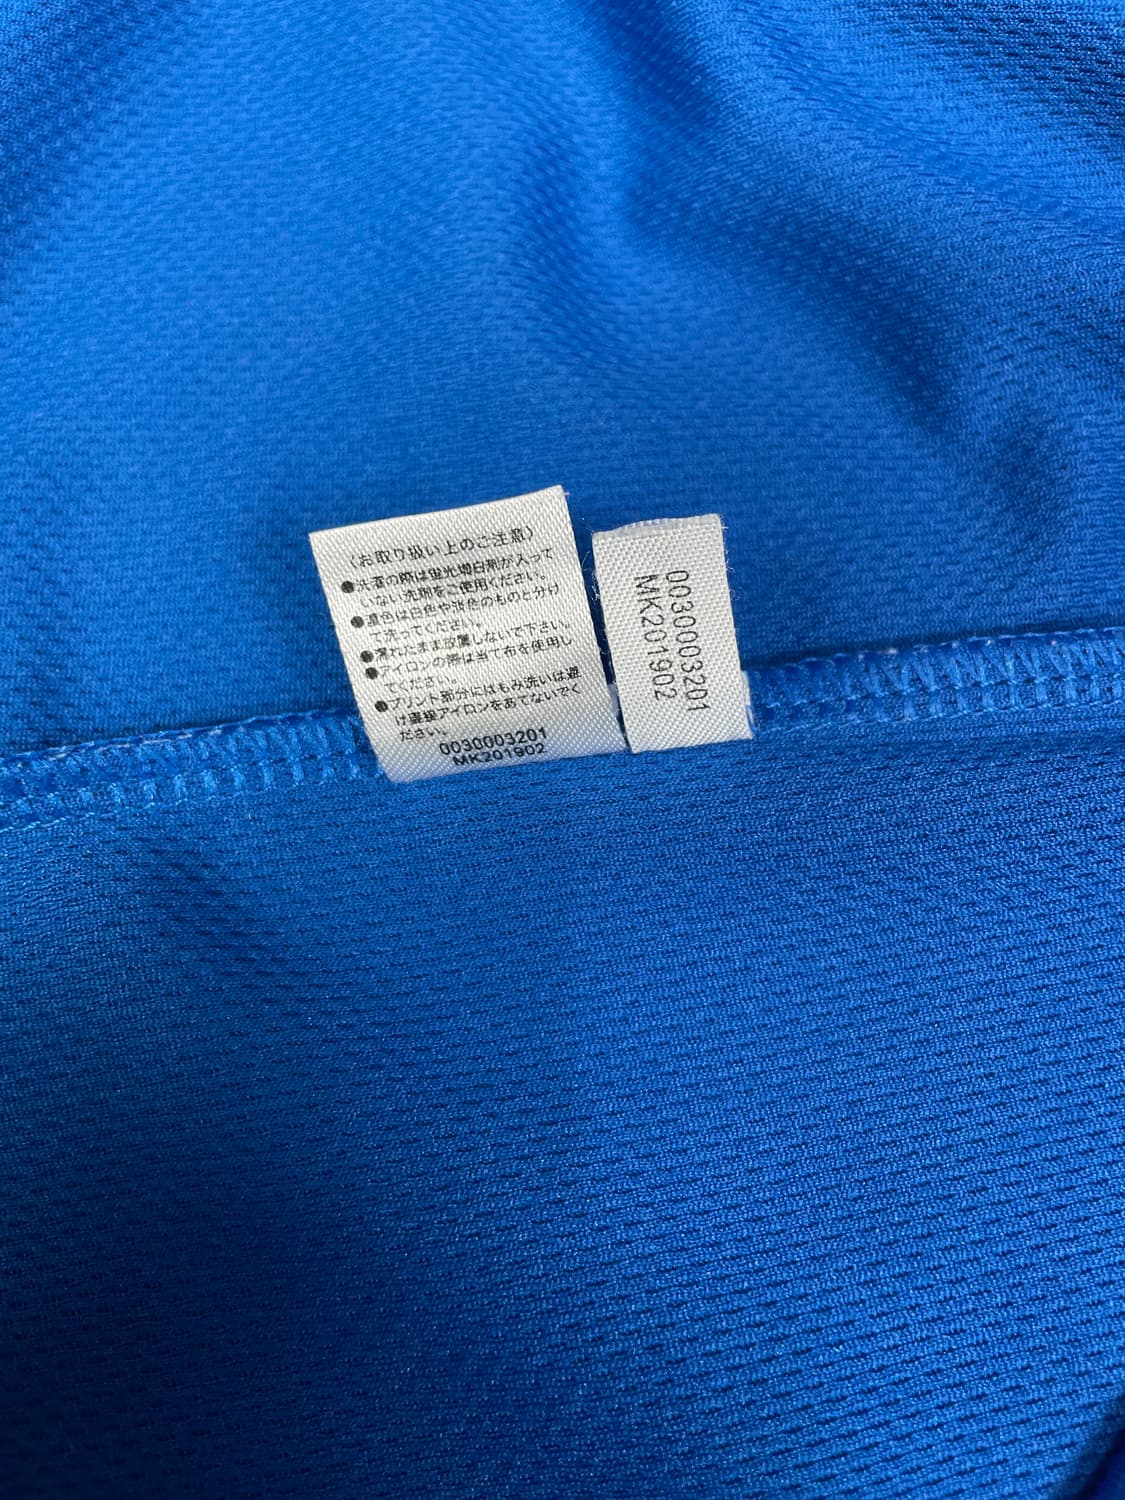 〈お取り扱い上のご注意〉
●洗濯の際は蛍光増白剤が入って
しない洗剤をご使用ください。
●濃色は白色や淡色のものと分け
て洗ってください。
●濡れたまま放置しないで下さい。
●アイロンの際は当て布を使用し
てください。
●プリント部分にはもみ洗いは避
け直接アイロンをあてないでく
ださい。
0030003201
MK201902
0030003201
MK201902